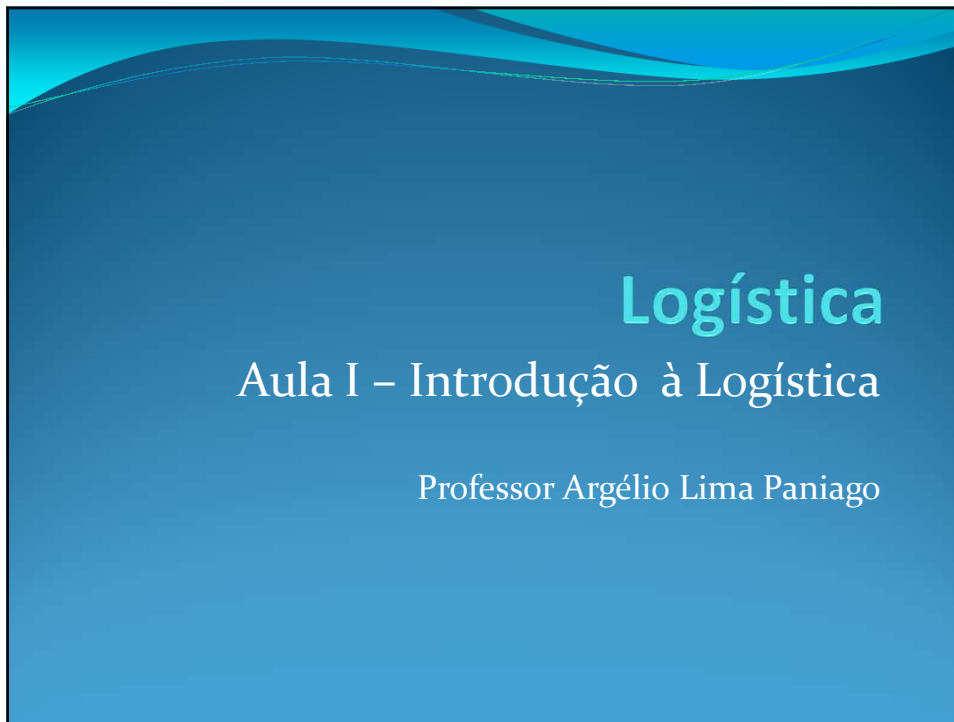 Logística
Aula I – Introdução à Logística
Professor Argélio Lima Paniago